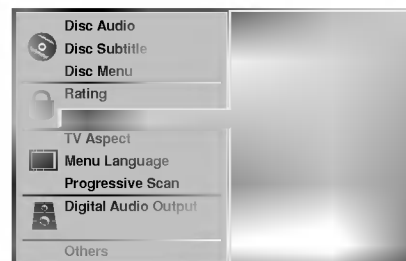 Disc Audio
Disc Subtitle
Disc Menu
Rating
TV Aspect
Menu Language
Progressive Scan
Digital Audio Output
Others